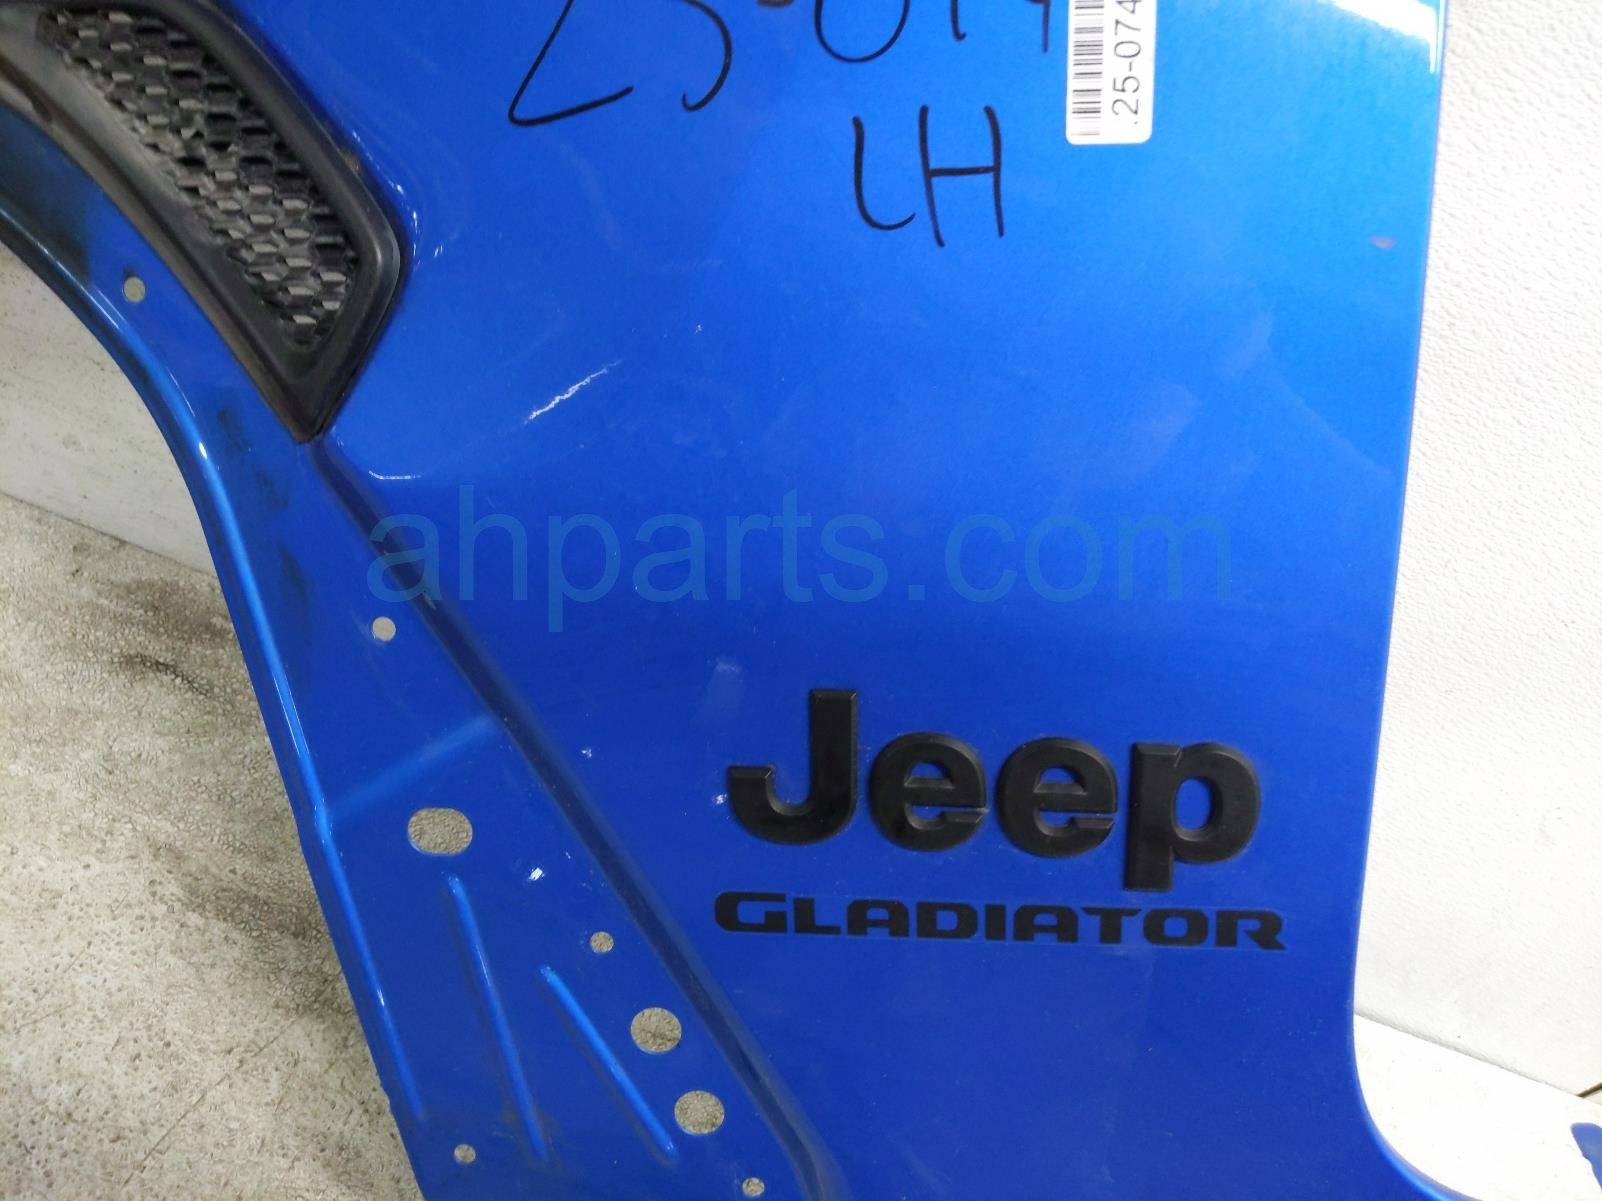 LH
.25-074
ahparts.com
Jeep
GLADIATOR